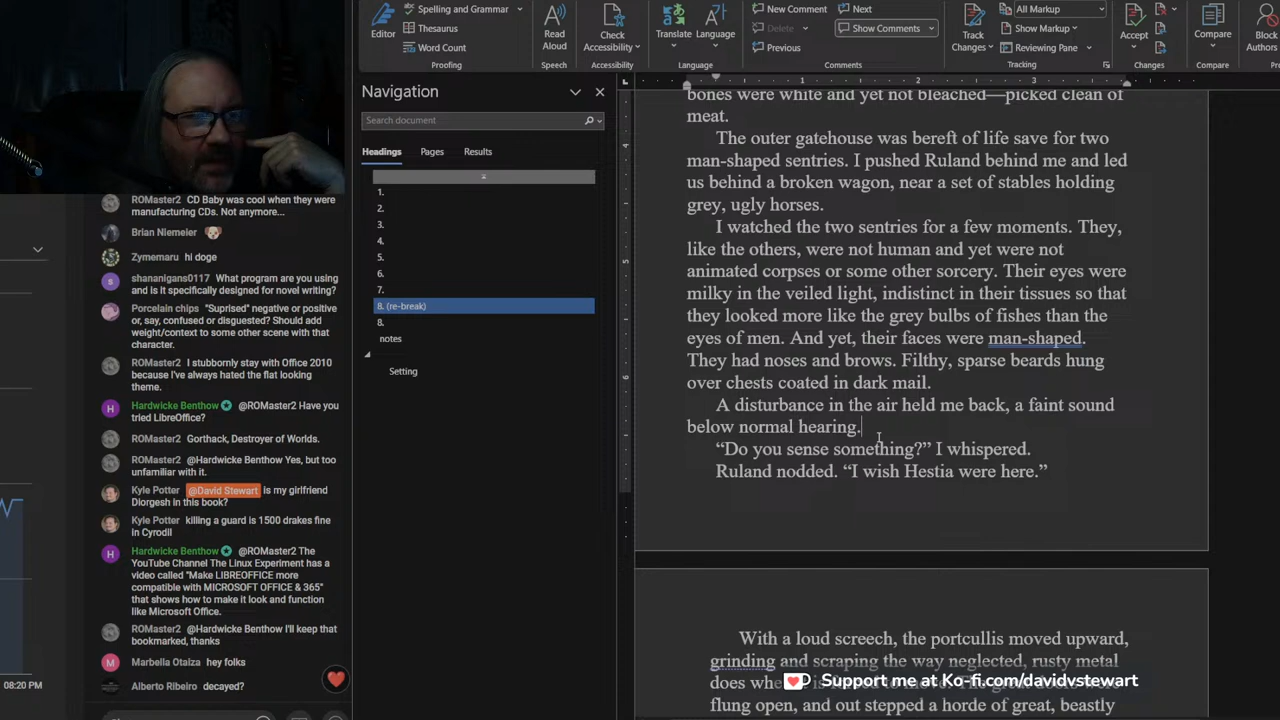 Editor
Spelling and Grammar
Thesaurus
Word Count
Proofing
Read
Aloud
Speech
Check
Accessibility
Accessibility
Translate
Language
Language
New Comment
Delete
Previous
Next
Show Comments
Comments
Track
Changes
All Markup
Show Markup
Reviewing Pane
Tracking
Accept
Changes
Compare
Compare
Block
Authors
Navigation
Search document
Headings
Pages
Results
1.
2.
3.
4.
5.
6.
7.
8. (re-break)
8.
notes
Setting
1
2
4
5
6
bones were white and yet not bleached—picked clean of
meat.
The outer gatehouse was bereft of life save for two
man-shaped sentries. I pushed Ruland behind me and led
us behind a broken wagon, near a set of stables holding
grey, ugly horses.
I watched the two sentries for a few moments. They,
like the others, were not human and yet were not
animated corpses or some other sorcery. Their eyes were
milky in the veiled light, indistinct in their tissues so that
they looked more like the grey bulbs of fishes than the
eyes of men. And yet, their faces were man-shaped.
They had noses and brows. Filthy, sparse beards hung
over chests coated in dark mail.
A disturbance in the air held me back, a faint sound
below normal hearing.
“Do you sense something?” I whispered.
Ruland nodded. “I wish Hestia were here.”
With a loud screech, the portcullis moved upward,
grinding and scraping the way neglected, rusty metal
does
flung open, and out stepped a horde of great, beastly
Support me at Ko-fi.com/davidvstewart
ROMaster2 CD Baby was cool when they were
manufacturing CDs. Not anymore...
Brian Niemeier
Zymemaru hi doge
shananigans0117 What program are you using
and is it specifically designed for novel writing?
Porcelain chips "Suprised" negative or positive
or, say, confused or disguested? Should add
weight/context to some other scene with that
character.
ROMaster2 I stubbornly stay with Office 2010
because I've always hated the flat looking
theme.
Hardwicke Benthow @ROMaster2 Have you
tried LibreOffice?
ROMaster2 Gorthack, Destroyer of Worlds.
ROMaster2 @Hardwicke Benthow Yes, but too
unfamiliar with it.
Kyle Potter @David Stewart is my girlfriend
Diorgesh in this book?
Kyle Potter killing a guard is 1500 drakes fine
in Cyrodil
Hardwicke Benthow @ROMaster2 The
YouTube Channel The Linux Experiment has a
video called "Make LIBREOFFICE more
compatible with MICROSOFT OFFICE & 365"
that shows how to make it look and function
like Microsoft Office.
ROMaster2 @Hardwicke Benthow I'll keep that
bookmarked, thanks
Marbella Otaiza hey folks
Alberto Ribeiro decayed?
08:20 PM